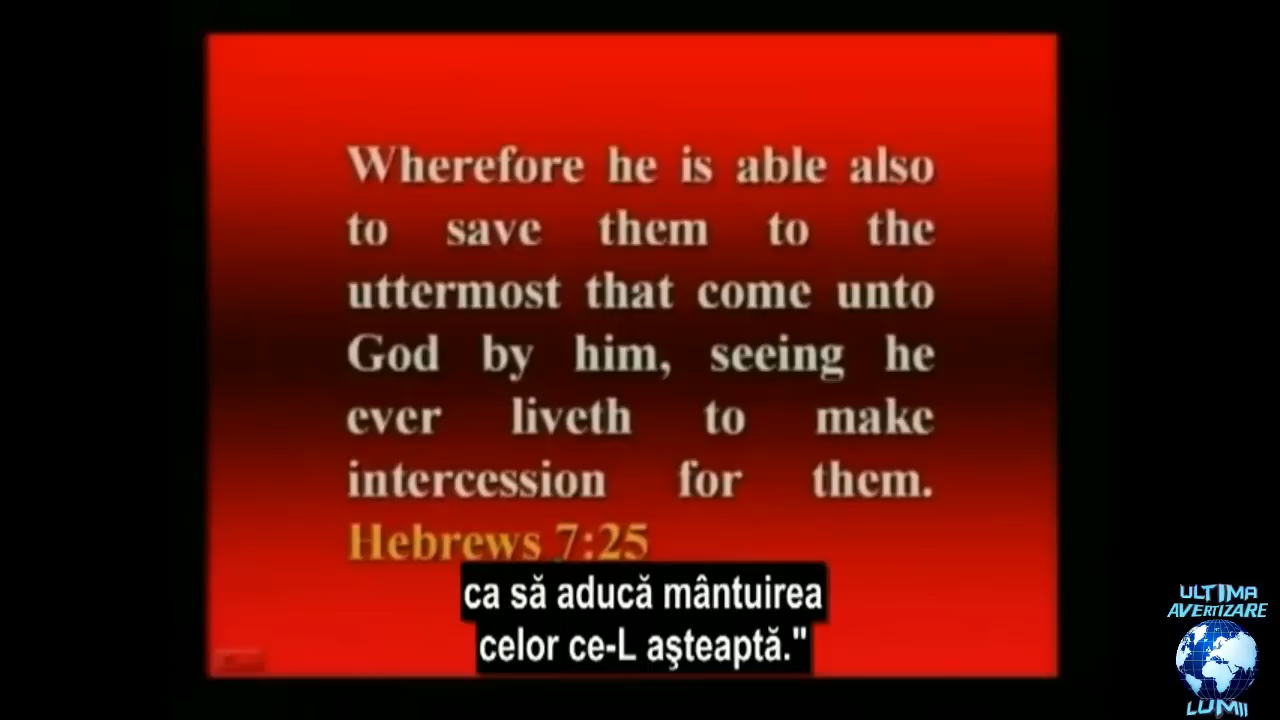 Wherefore he is able also
to save them to the
uttermost that come unto
God by him, seeing he
ever liveth to make
intercession for them.
Hebrews 7:25
ca să aducă mântuirea
celor ce-L aşteaptă."
ULTIMA
AVERTIZARE
LUMII